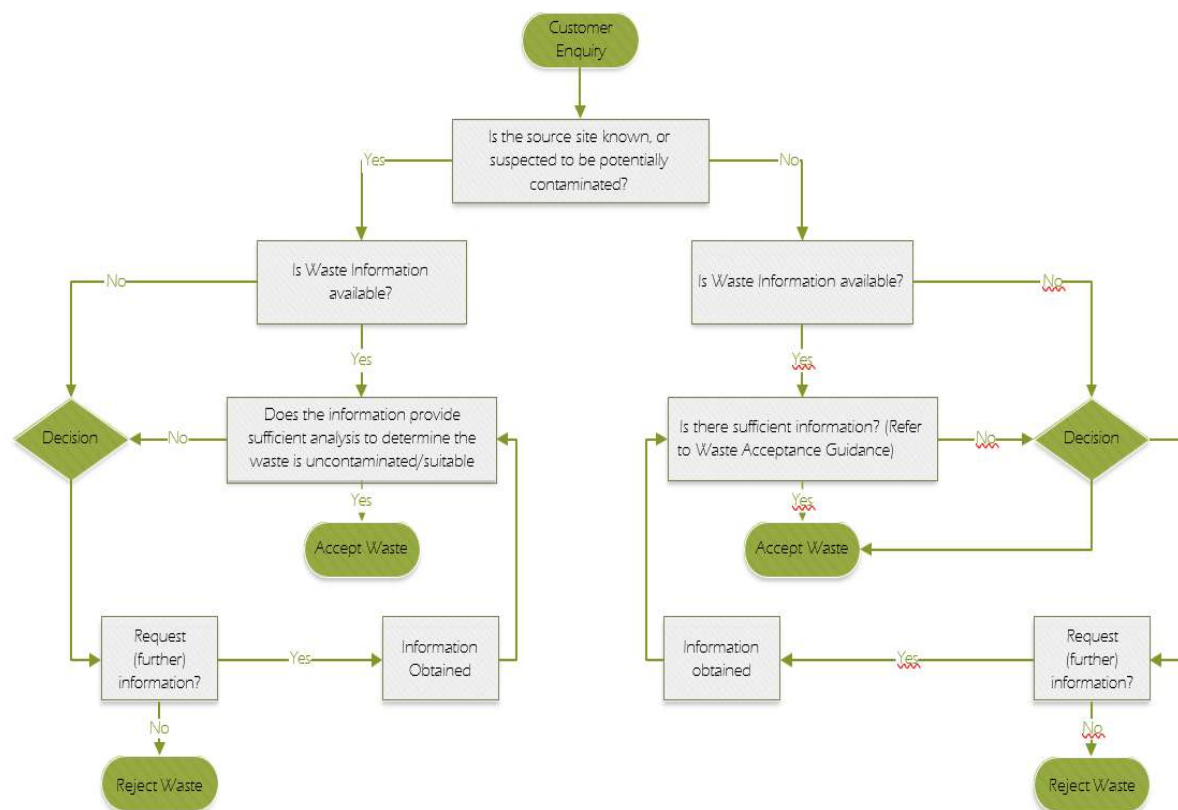 Customer
Enquiry
Is the source site known, or
suspected to be potentially
contaminated?
Yes
No
Is Waste Information
available?
No
Yes
Is Waste Information available?
No
Yes
Decision
No
Does the information provide
sufficient analysis to determine the
waste is uncontaminated/suitable
Yes
Accept Waste
Is there sufficient information? (Refer
to Waste Acceptance Guidance)
No
Decision
Yes
Accept Waste
Request
(further)
information?
Yes
Information
Obtained
No
Reject Waste
Information
obtained
Yes
Request
(further)
information?
No
Reject Waste